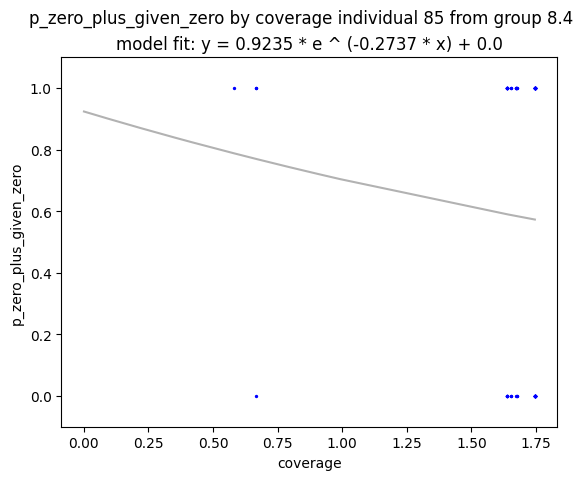 p_zero_plus_given_zero by coverage individual 85 from group 8.4
model fit: y = 0.9235 * e ^ (-0.2737 * x) + 0.0
p_zero_plus_given_zero
1.0
0.8
0.6
0.4
0.2
0.0
0.00 0.25 0.50 0.75 1.00 1.25 1.50 1.75
coverage